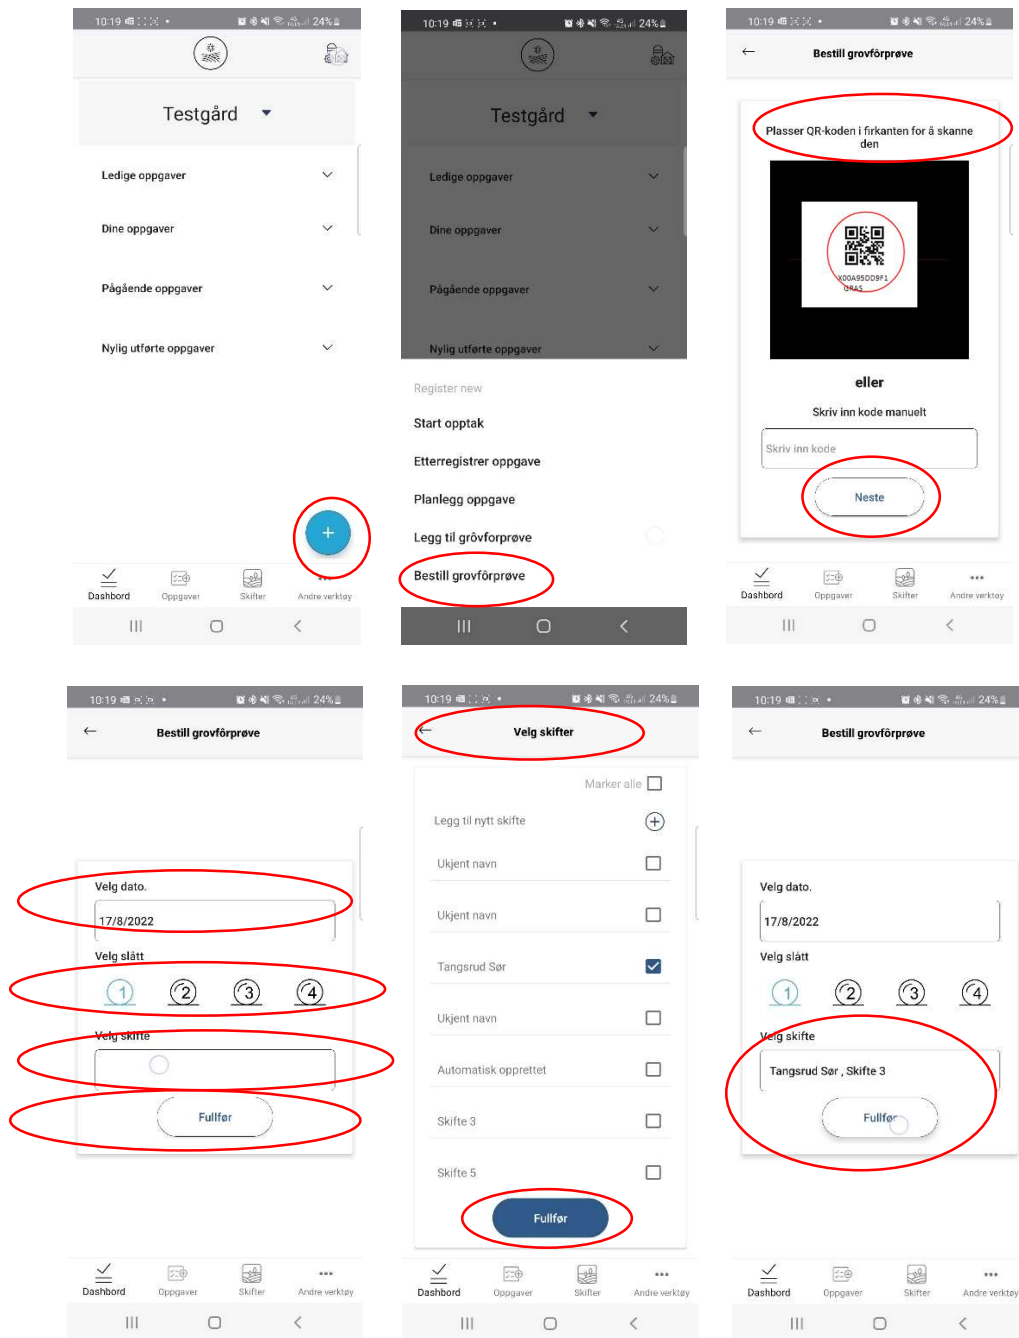 10:19
24%
Testgård
Ledige oppgaver
Dine oppgaver
Pågående oppgaver
Nylig utførte oppgaver
+
Dashbord
Oppgaver
Skifter
Andre verktøy
10:19
24%
Testgård
Ledige oppgaver
Dine oppgaver
Pågående oppgaver
Nylig utførte oppgaver
Register new
Start opptak
Etterregistrer oppgave
Planlegg oppgave
Legg til grôvforprøve
Bestill grovfôrprøve
10:19
24%
Bestill grovfôrprøve
Plasser QR-koden i firkanten for å skanne
den
X00A95DD9F1
GRAS
eller
Skriv inn kode manuelt
Skriv inn kode
Neste
Dashbord
Oppgaver
Skifter
Andre verktøy
10:19
24%
Bestill grovfôrprøve
Velg dato.
17/8/2022
Velg slått
1
2
3
4
Velg skifte
Fullfør
Dashbord
Oppgaver
Skifter
Andre verktøy
10:19
24%
Velg skifter
Marker alle
Legg til nytt skifte
Ukjent navn
Ukjent navn
Tangsrud Sør
Ukjent navn
Automatisk opprettet
Skifte 3
Skifte 5
Fullfør
Dashbord
Oppgaver
Skifter
Andre verktøy
10:19
24%
Bestill grovfôrprøve
Velg dato.
17/8/2022
Velg slått
1
2
3
4
Velg skifte
Tangsrud Sør , Skifte 3
Fullfør
Dashbord
Oppgaver
Skifter
Andre verktøy